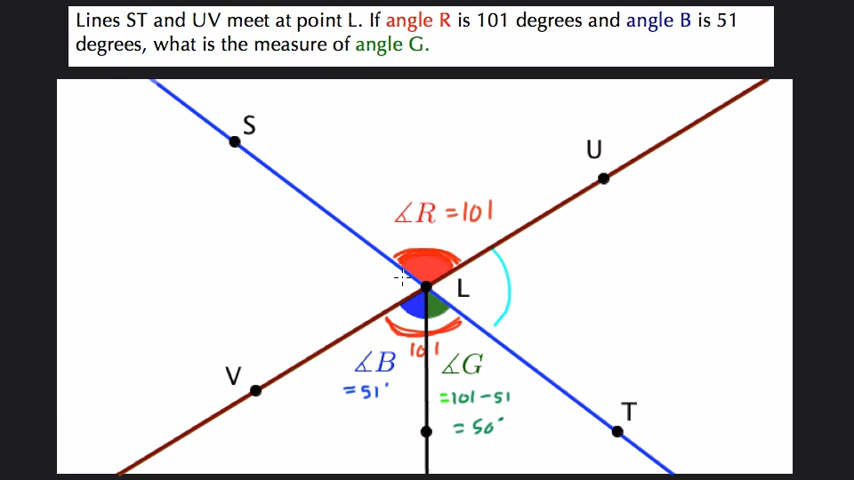 Lines ST and UV meet at point L. If angle R is 101 degrees and angle B is 51
degrees, what is the measure of angle G.
S
U
∡R = 101
L
101
V
∡B
= 51°
∡G
= 101 - 51
= 50°
T